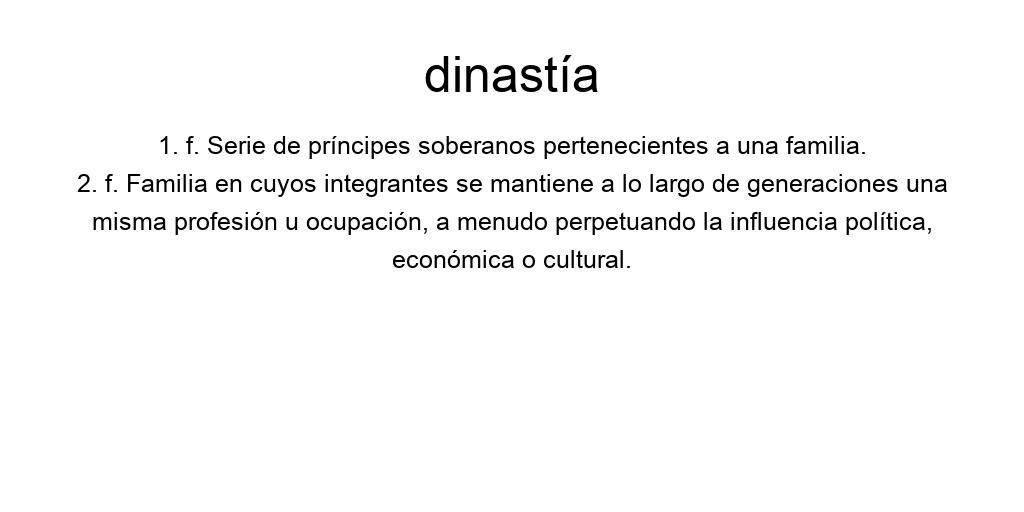 dinastía
1. f. Serie de príncipes soberanos pertenecientes a una familia.
2. f. Familia en cuyos integrantes se mantiene a lo largo de generaciones una
misma profesión u ocupación, a menudo perpetuando la influencia política,
económica o cultural.